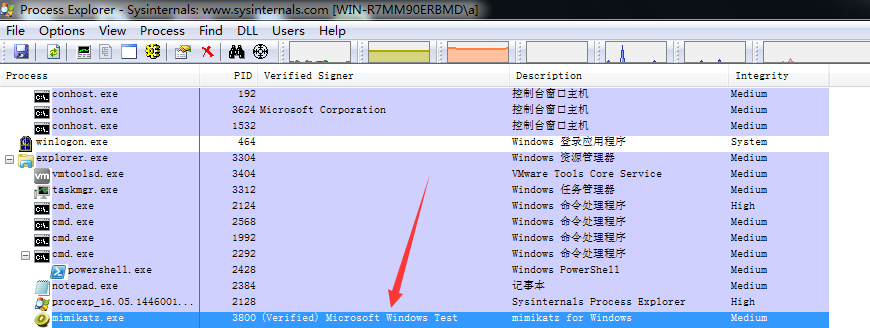 Process Explorer - Sysinternals: www.sysinternals.com [WIN-R7MM90ERBMD\a]
File Options View Process Find DLL Users Help
Process PID Verified Signer Description Integrity
conhost.exe 192 控制台窗口主机 Medium
conhost.exe 3624 Microsoft Corporation 控制台窗口主机 Medium
conhost.exe 1532 控制台窗口主机 Medium
winlogon.exe 464 Windows 登录应用程序 System
explorer.exe 3304 Windows 资源管理器 Medium
vmtoolsd.exe 3404 VMware Tools Core Service Medium
taskmgr.exe 3312 Windows 任务管理器 Medium
cmd.exe 2124 Windows 命令处理程序 High
cmd.exe 2568 Windows 命令处理程序 Medium
cmd.exe 1992 Windows 命令处理程序 Medium
cmd.exe 2292 Windows 命令处理程序 Medium
powershell.exe 2428 Windows PowerShell Medium
notepad.exe 2384 记事本 Medium
procexp_16.05.1446001... 2128 Sysinternals Process Explorer High
mimikatz.exe 3800 (Verified) Microsoft Windows Test mimikatz for Windows Medium